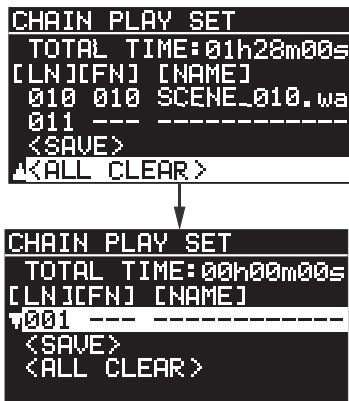 CHAIN PLAY SET
TOTAL TIME:01h28m00s
[LN][FN] [NAME]
010 010 SCENE_010.wa
011 --- ------------
<SAVE>
<ALL CLEAR>
CHAIN PLAY SET
TOTAL TIME:00h00m00s
[LN][FN] [NAME]
001 --- ------------
<SAVE>
<ALL CLEAR>